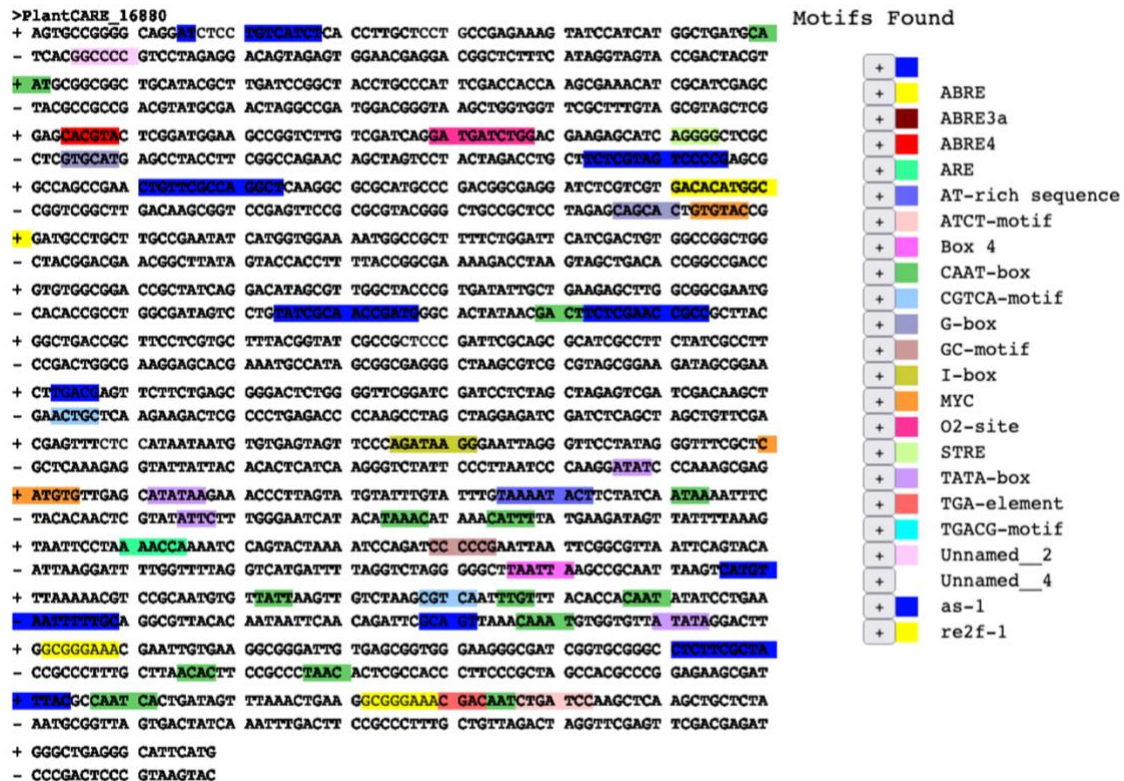 >PlantCARE_16880
+ AGTGCCGGGG CAGGATCTCC TGTCATCTCA CCTTGCTCCT GCCGAGAAAG TATCCATCAT GGCTGATGCA
- TCACGGCCCC GTCCTAGAGG ACAGTAGAGT GGAACGAGGA CGGCTCTTTC ATAGGTAGTA CCGACTACGT
+ ATGCGGCGGC TGCATACGCT TGATCCGGCT ACCTGCCCAT TCGACCACCA AGCGAAACAT CGCATCGAGC
- TACGCCGCCG ACGTATGCGA ACTAGGCCGA TGGACGGGTA AGCTGGTGGT TCGCTTTGTA GCGTAGCTCG
+ GAGCACGTAC TCGGATGGAA GCCGGTCTTG TCGATCAGGA TGATCTGGAC GAAGAGCATC AGGGGCTCGC
- CTCGTGCATG AGCCTACCTT CGGCCAGAAC AGCTAGTCCT ACTAGACCTG CTTCTCGTAG TCCCCGAGCG
+ GCCAGCCGAA CTGTTCGCCA GGCTCAAGGC GCGCATGCCC GACGGCGAGG ATCTCGTCGT GACACATGGC
- CGGTCGGCTT GACAAGCGGT CCGAGTTCCG CGCGTACGGG CTGCCGCTCC TAGAGCAGCA CTGTGTACCG
+ GATGCCTGCT TGCCGAATAT CATGGTGGAA AATGGCCGCT TTTCTGGATT CATCGACTGT GGCCGGCTGG
- CTACGGACGA ACGGCTTATA GTACCACCTT TTACCGGCGA AAAGACCTAA GTAGCTGACA CCGGCCGACC
+ GTGTGGCGGA CCGCTATCAG GACATAGCGT TGGCTACCCG TGATATTGCT GAAGAGCTTG GCGGCGAATG
- CACACCGCCT GGCGATAGTC CTGTATCGCA ACCGATGGGC ACTATAACGA CTTCTCGAAC CGCCGCTTAC
+ GGCTGACCGC TTCCTCGTGC TTTACGGTAT CGCCGCTCCC GATTCGCAGC GCATCGCCTT CTATCGCCTT
- CCGACTGGCG AAGGAGCACG AAATGCCATA GCGGCGAGGG CTAAGCGTCG CGTAGCGGAA GATAGCGGAA
+ CTTGACGAGT TCTTCTGAGC GGGACTCTGG GGTTCGGATC GATCCTCTAG CTAGAGTCGA TCGACAAGCT
- GAACTGCTCA AGAAGACTCG CCCTGAGACC CCAAGCCTAG CTAGGAGATC GATCTCAGCT AGCTGTTCGA
+ CGAGTTTCTC CATAATAATG TGTGAGTAGT TCCCAGATAA GGGAATTAGG GTTCCTATAG GGTTTCGCTC
- GCTCAAAGAG GTATTATTAC ACACTCATCA AGGGTCTATT CCCTTAATCC CAAGGATATC CCAAAGCGAG
+ ATGTGTTGAGC ATATAAGAA ACCCTTAGTA TGTATTTGTA TTTGTAAAAT ACTTCTATCA ATAAAATTTC
- TACACAACTC GTATATTCTT TGGGAATCAT ACATAAACAT AAACATTTTA TGAAGATAGT TATTTTAAAG
+ TAATTCCTAA AACCAAAATC CAGTACTAAA ATCCAGATCC CCCGAATTAA TTCGGCGTTA ATTCAGTACA
- ATTAAGGATT TTGGTTTTAG GTCATGATTT TAGGTCTAGG GGGCTTAATT AAGCCGCAAT TAAGTCATGT
+ TTAAAAACGT CCGCAATGTG TTATTAAGTT GTCTAAGCGT CAATTTGTTT ACACCACAAT ATATCCTGAA
- AATTTTTGCA GGCGTTACAC AATAATTCAA CAGATTCGCA GTTAAACAAA TGTGGTGTTA TATAGGACTT
+ GGCGGGAAAC GAATTGTGAA GGCGGGATTG TGAGCGGTGG GAAGGGCGAT CGGTGCGGGC CTCTTCGCTA
- CCGCCCTTTG CTTAACACTT CCGCCCTAAC ACTCGCCACC CTTCCCGCTA GCCACGCCCG GAGAAGCGAT
+ TTACGCCAAT CACTGATAGT TTAAACTGAA GGCGGGAAAC GACAATCTGA TCCAAGCTCA AGCTGCTCTA
- AATGCGGTTA GTGACTATCA AATTTGACTT CCGCCCTTTG CTGTTAGACT AGGTTCGAGT TCGACGAGAT
+ GGGCTGAGGG CATTCATG
- CCCGACTCCC GTAAGTAC
Motifs Found
+
+ ABRE
+ ABRE3a
+ ABRE4
+ ARE
+ AT-rich sequence
+ ATCT-motif
+ Box 4
+ CAAT-box
+ CGTCA-motif
+ G-box
+ GC-motif
+ I-box
+ MYC
+ O2-site
+ STRE
+ TATA-box
+ TGA-element
+ TGACG-motif
+ Unnamed__2
+ Unnamed__4
+ as-1
+ re2f-1